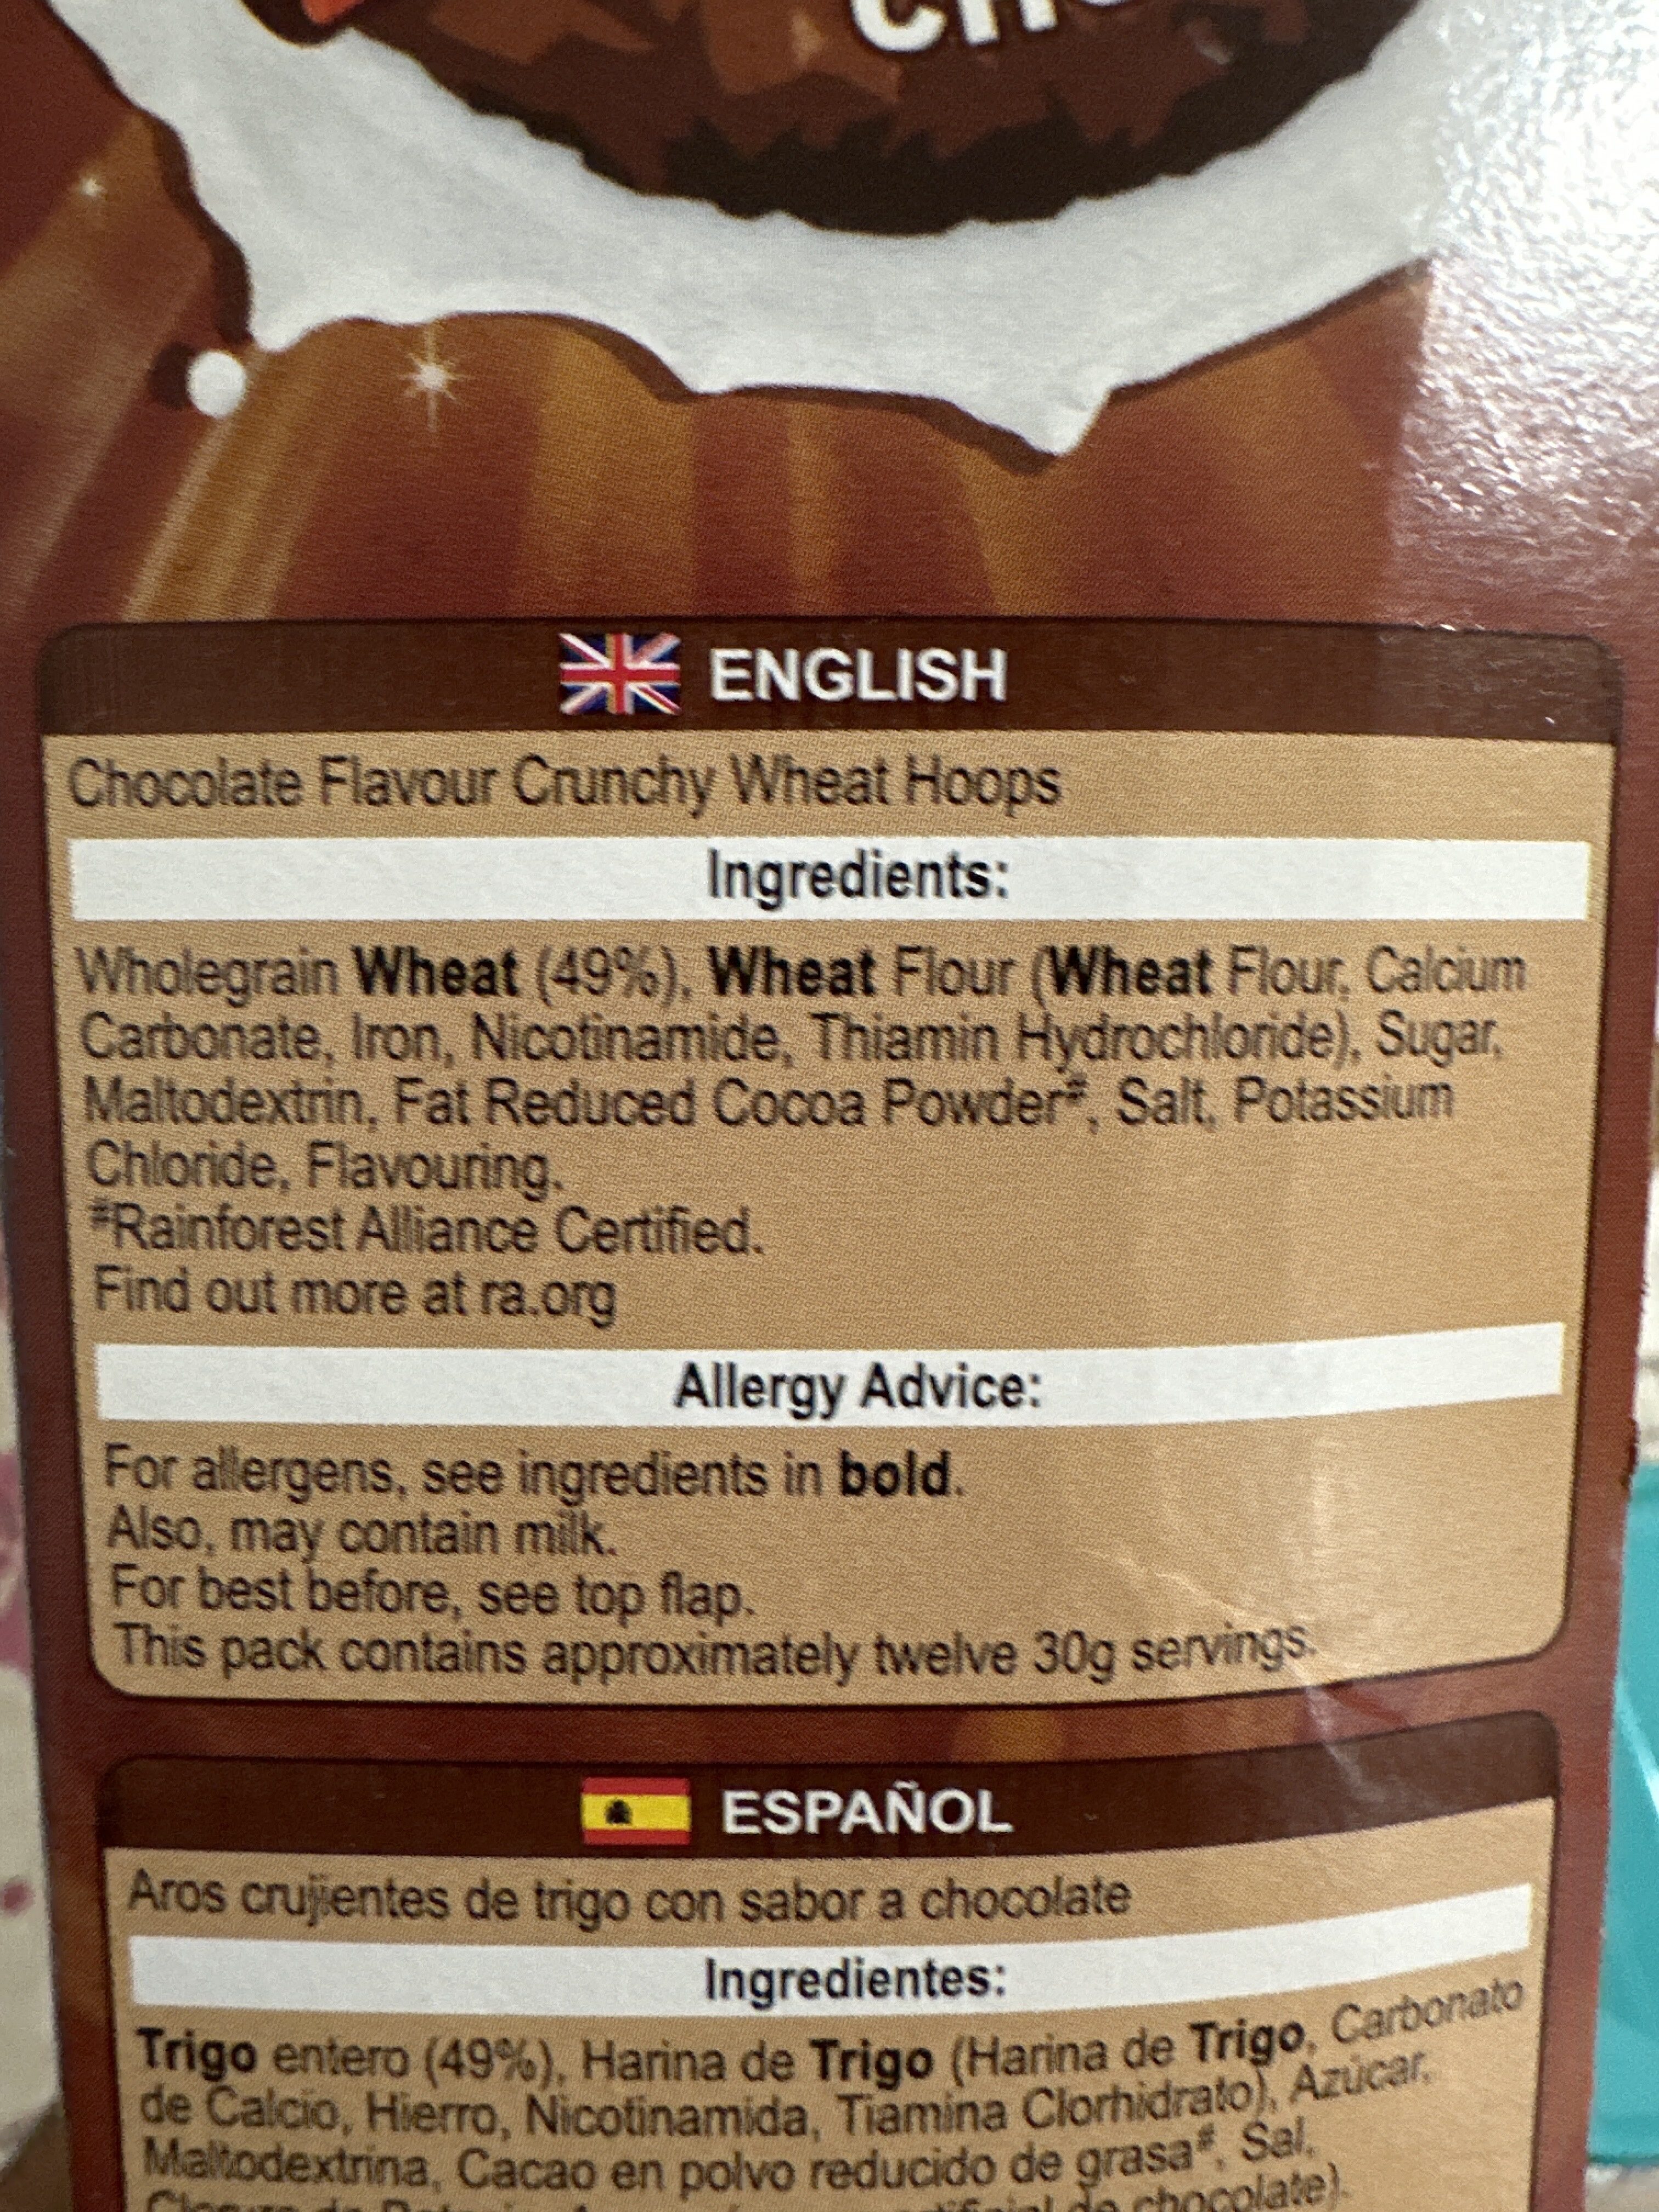 ENGLISH
Chocolate Flavour Crunchy Wheat Hoops
Ingredients:
Wholegrain Wheat (49%), Wheat Flour (Wheat Flour, Calcium
Carbonate, Iron, Nicotinamide, Thiamin Hydrochloride), Sugar,
Maltodextrin, Fat Reduced Cocoa Powder#, Salt, Potassium
Chloride, Flavouring.
#Rainforest Alliance Certified.
Find out more at ra.org
Allergy Advice:
For allergens, see ingredients in bold.
Also, may contain milk.
For best before, see top flap.
This pack contains approximately twelve 30g servings.
ESPAÑOL
Aros crujientes de trigo con sabor a chocolate
Ingredientes:
Trigo entero (49%), Harina de Trigo (Harina de Trigo, Carbonato
de Calcio, Hierro, Nicotinamida, Tiamina Clorhidrato), Azúcar,
Maltodextrina, Cacao en polvo reducido de grasa#, Sal,
de chocolate).